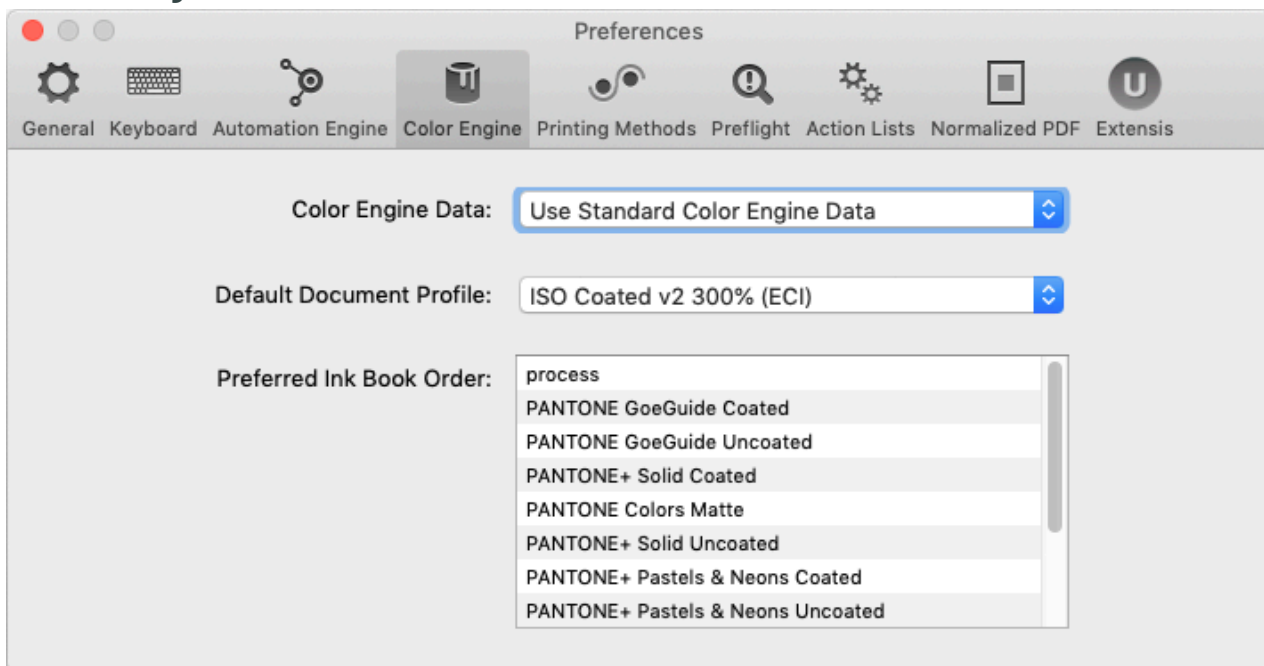 Preferences
General Keyboard Automation Engine Color Engine Printing Methods Preflight Action Lists Normalized PDF Extensis
Color Engine Data: Use Standard Color Engine Data
Default Document Profile: ISO Coated v2 300% (ECI)
Preferred Ink Book Order: process
PANTONE GoeGuide Coated
PANTONE GoeGuide Uncoated
PANTONE+ Solid Coated
PANTONE Colors Matte
PANTONE+ Solid Uncoated
PANTONE+ Pastels & Neons Coated
PANTONE+ Pastels & Neons Uncoated